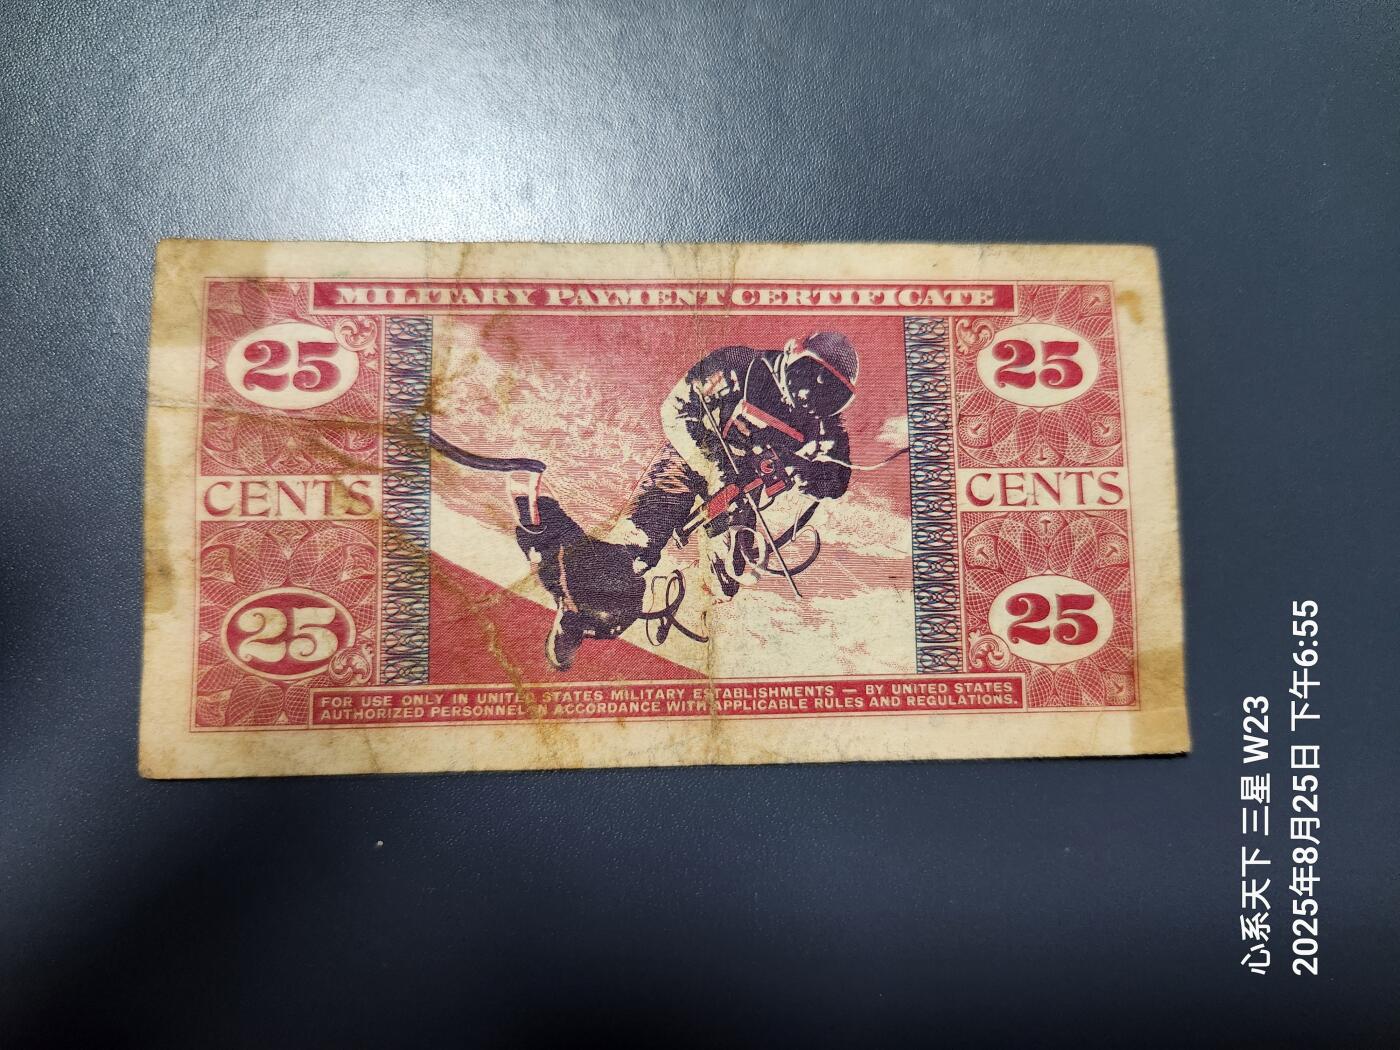 MILITARY PAYMENT CERTIFICATE
25
25
CENTS
CENTS
25
25
FOR USE ONLY IN UNITED STATES MILITARY ESTABLISHMENTS — BY UNITED STATES
AUTHORIZED PERSONNEL IN ACCORDANCE WITH APPLICABLE RULES AND REGULATIONS.
心系天下 三星 W23
2025年8月25日 下午6:55